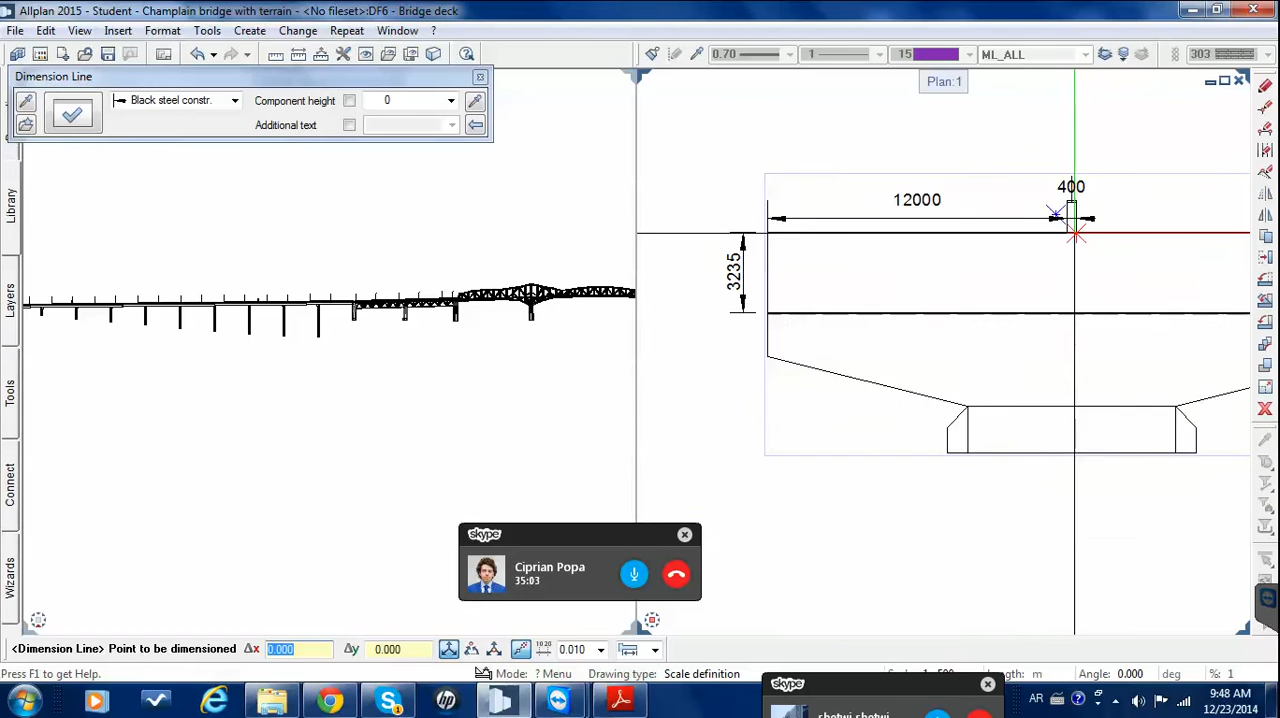 Allplan 2015 - Student - Champlain bridge with terrain - <No fileset>:DF6 - Bridge deck
File Edit View Insert Format Tools Create Change Repeat Window ?
0.70 1 15 ML_ALL 303
Dimension Line
Black steel constr. Component height 0
Additional text
Plan:1
Library
Layers
Tools
Connect
Wizards
400
12000
3235
skype
Ciprian Popa
35:03
<Dimension Line> Point to be dimensioned Δx 0.000 Δy 0.000 10 20 0.010
Press F1 to get Help. Mode: ? Menu Drawing type: Scale definition m Angle: 0.000 deg %: 1
skype
AR 9:48 AM
12/23/2014